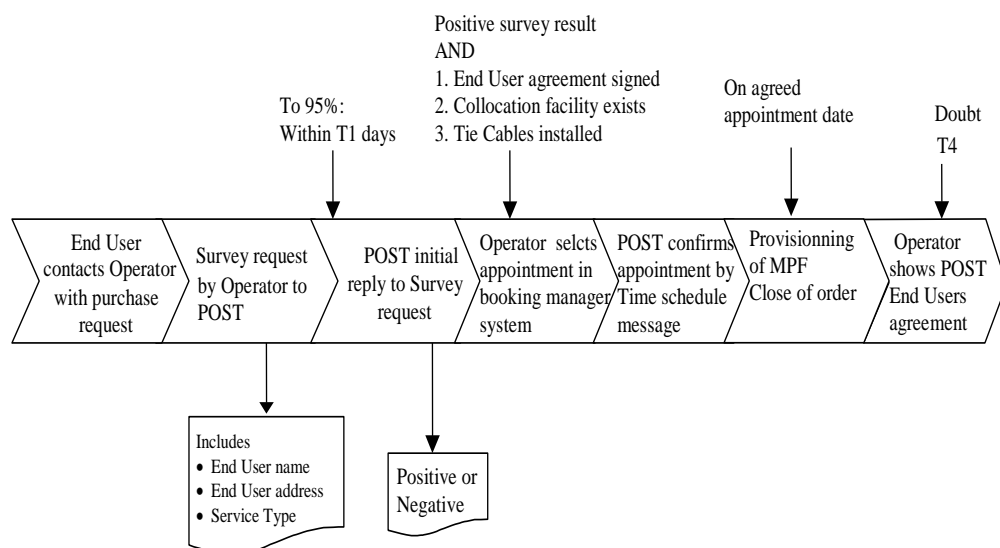 Positive survey result
AND
1. End User agreement signed
2. Collocation facility exists
3. Tie Cables installed
To 95%:
Within T1 days
On agreed
appointment date
Doubt
T4
End User
contacts Operator
with purchase
request
Survey request
by Operator to
POST
POST initial
reply to Survey
request
Operator selcts
appointment in
booking manager
system
POST confirms
appointment by
Time schedule
message
Provisionning
of MPF
Close of order
Operator
shows POST
End Users
agreement
Includes
• End User name
• End User address
• Service Type
Positive or
Negative